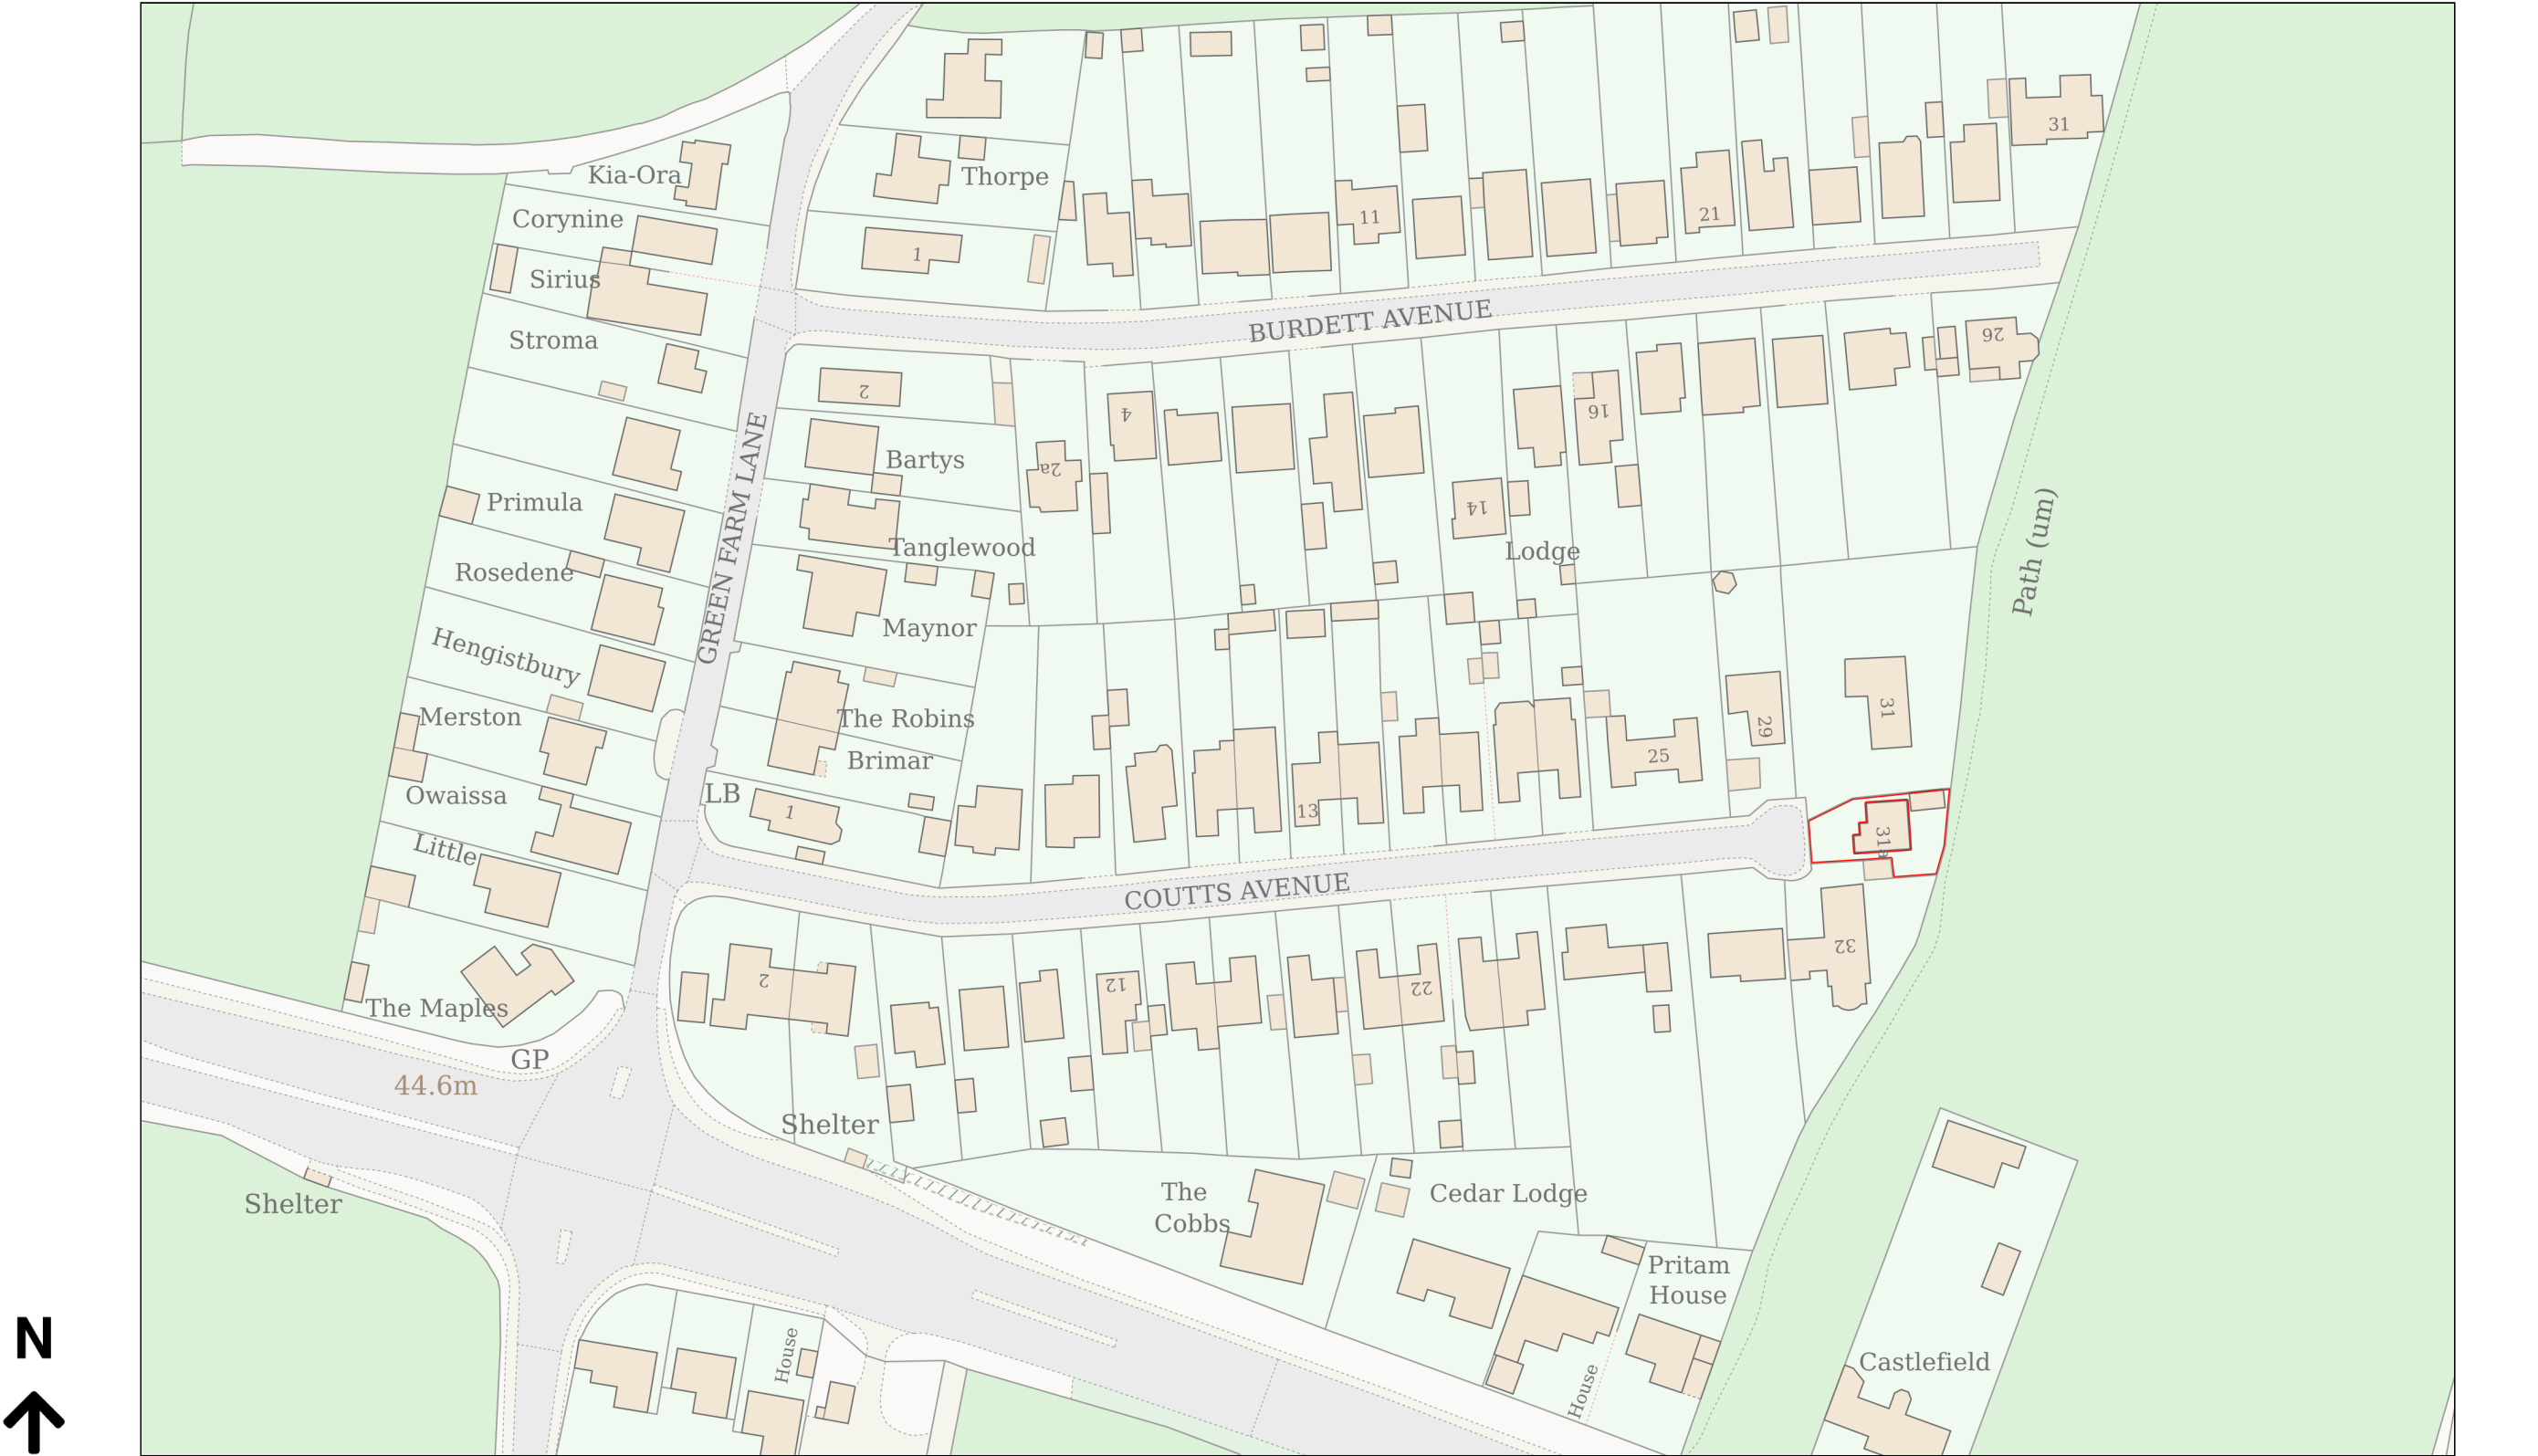 31
Kia-Ora
Thorpe
Corynine
11
21
1
Sirius
BURDETT AVENUE
Stroma
26
2
4
16
Bartys
2a
GREEN FARM LANE
Primula
14
Tanglewood
Lodge
Path (um)
Rosedene
Maynor
Hengistbury
Merston
The Robins
31
29
25
Brimar
Owaissa
LB
1
13
31a
Little
COUTTS AVENUE
32
2
12
22
The Maples
GP
44.6m
Shelter
Shelter
The
Cobbs
Cedar Lodge
Pritam
House
House
House
Castlefield
N